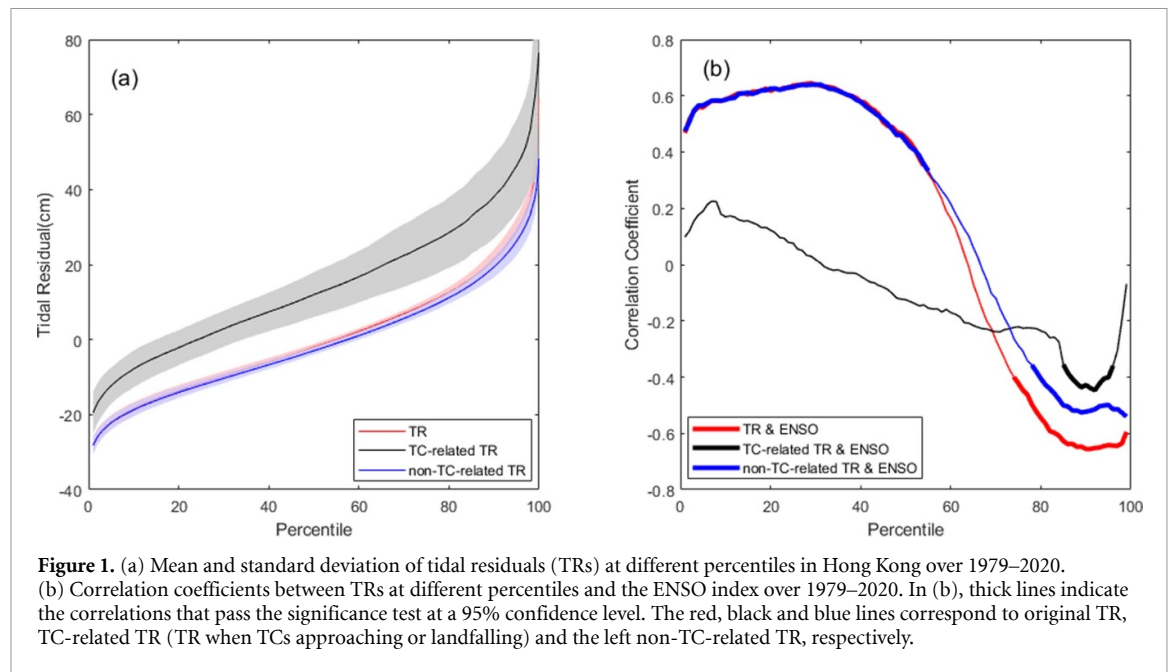 (a)
80
60
40
20
0
-20
-40
Tidal Residual(cm)
0 20 40 60 80 100
Percentile
TR
TC-related TR
non-TC-related TR
(b)
0.8
0.6
0.4
0.2
0
-0.2
-0.4
-0.6
-0.8
Correlation Coefficient
0 20 40 60 80 100
Percentile
TR & ENSO
TC-related TR & ENSO
non-TC-related TR & ENSO
Figure 1. (a) Mean and standard deviation of tidal residuals (TRs) at different percentiles in Hong Kong over 1979–2020.
(b) Correlation coefficients between TRs at different percentiles and the ENSO index over 1979–2020. In (b), thick lines indicate
the correlations that pass the significance test at a 95% confidence level. The red, black and blue lines correspond to original TR,
TC-related TR (TR when TCs approaching or landfalling) and the left non-TC-related TR, respectively.